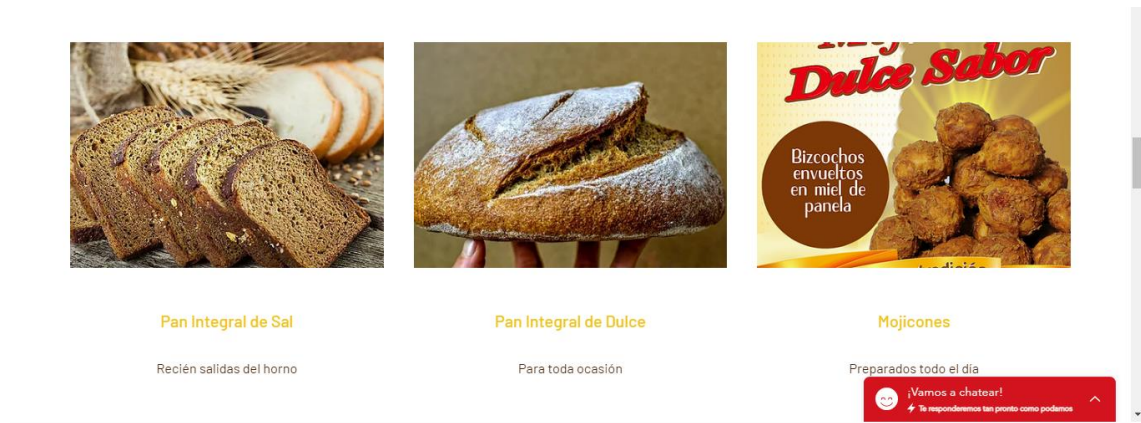 Dulce Sabor
Bizcochos
envueltos
en miel de
panela
Pan Integral de Sal
Pan Integral de Dulce
Mojicones
Recién salidas del horno
Para toda ocasión
Preparados todo el día
¡Vamos a chatear!
Te responderemos tan pronto como podamos